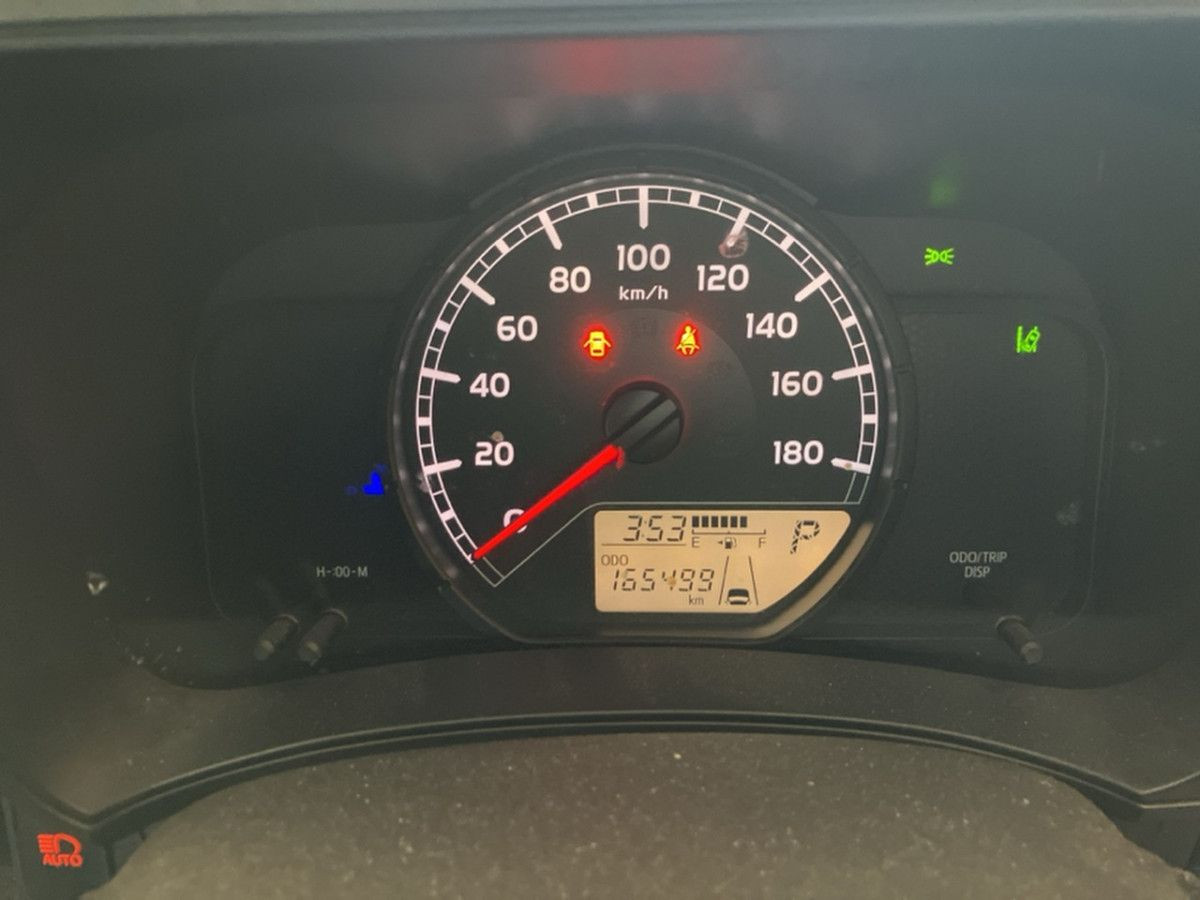 100
80
120
km/h
60
140
40
160
20
180
0
3:53
E
F
P
ODO
165499
km
H-:00-M
ODO/TRIP
DISP
AUTO